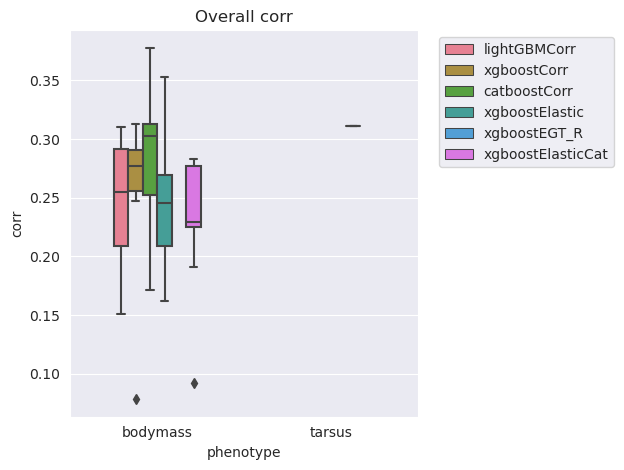 Overall corr
lightGBMCorr
xgboostCorr
catboostCorr
xgboostElastic
xgboostEGT_R
xgboostElasticCat
corr
0.35
0.30
0.25
0.20
0.15
0.10
bodymass
tarsus
phenotype